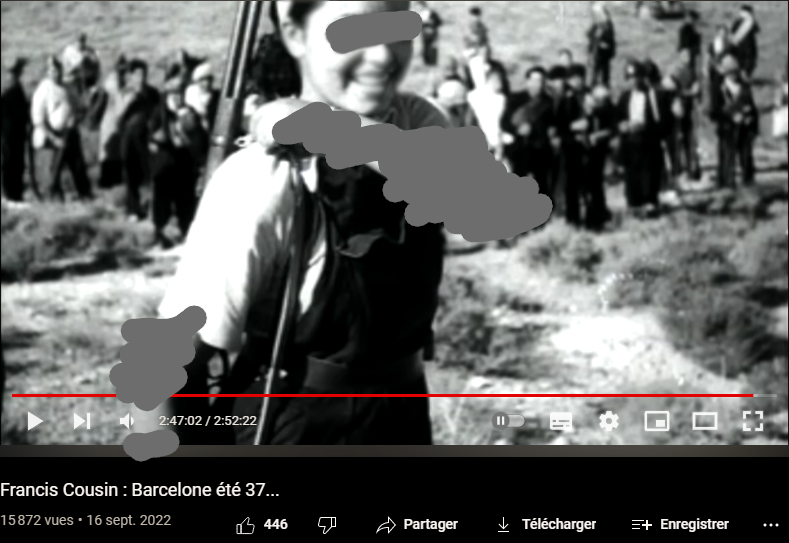 2:47:02 / 2:52:22
Francis Cousin : Barcelone été 37...
15 872 vues • 16 sept. 2022 446 Partager Télécharger Enregistrer